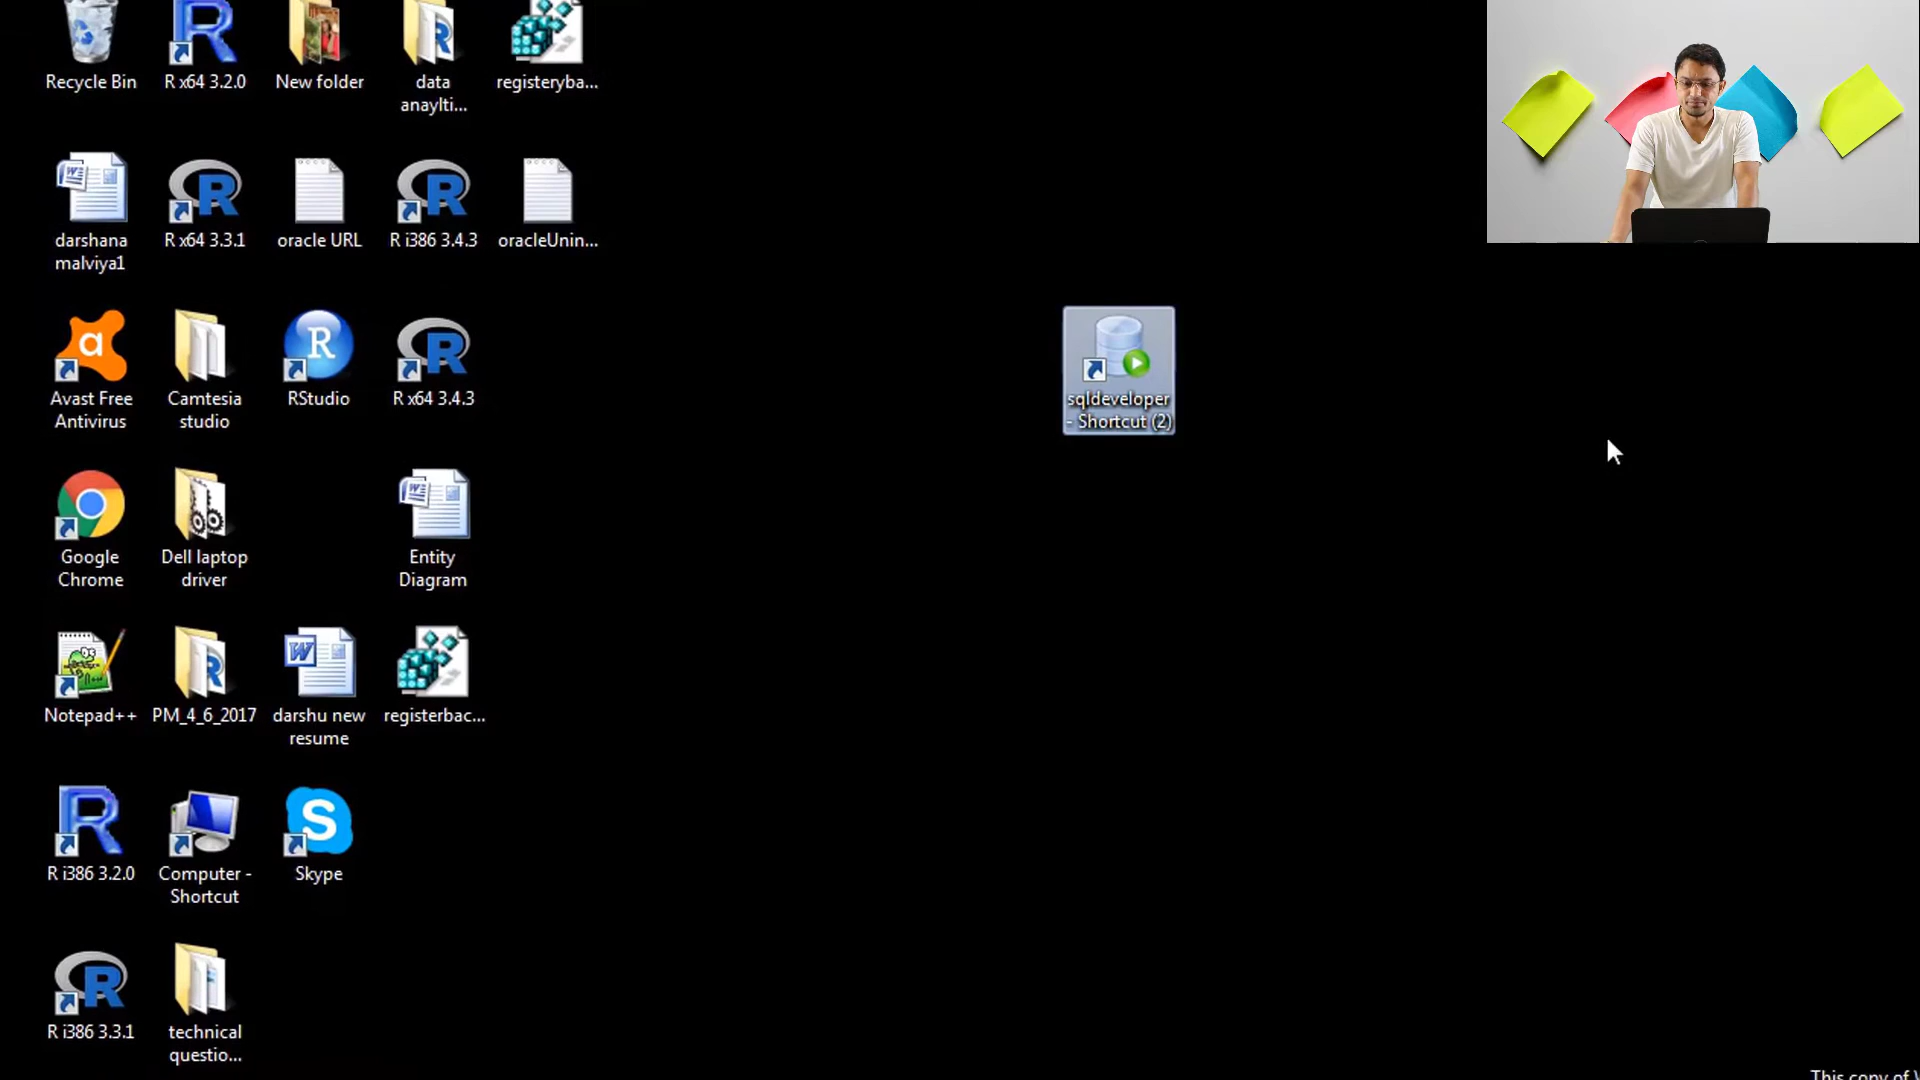 Recycle Bin
R x64 3.2.0
New folder
data
anaylti...
registeryba...
darshana
malviya1
R x64 3.3.1
oracle URL
R i386 3.4.3
oracleUnin...
Avast Free
Antivirus
Camtesia
studio
RStudio
R x64 3.4.3
sqldeveloper
- Shortcut (2)
Google
Chrome
Dell laptop
driver
Entity
Diagram
Notepad++
PM_4_6_2017
darshu new
resume
registerbac...
R i386 3.2.0
Computer -
Shortcut
Skype
R i386 3.3.1
technical
questio...
This copy of